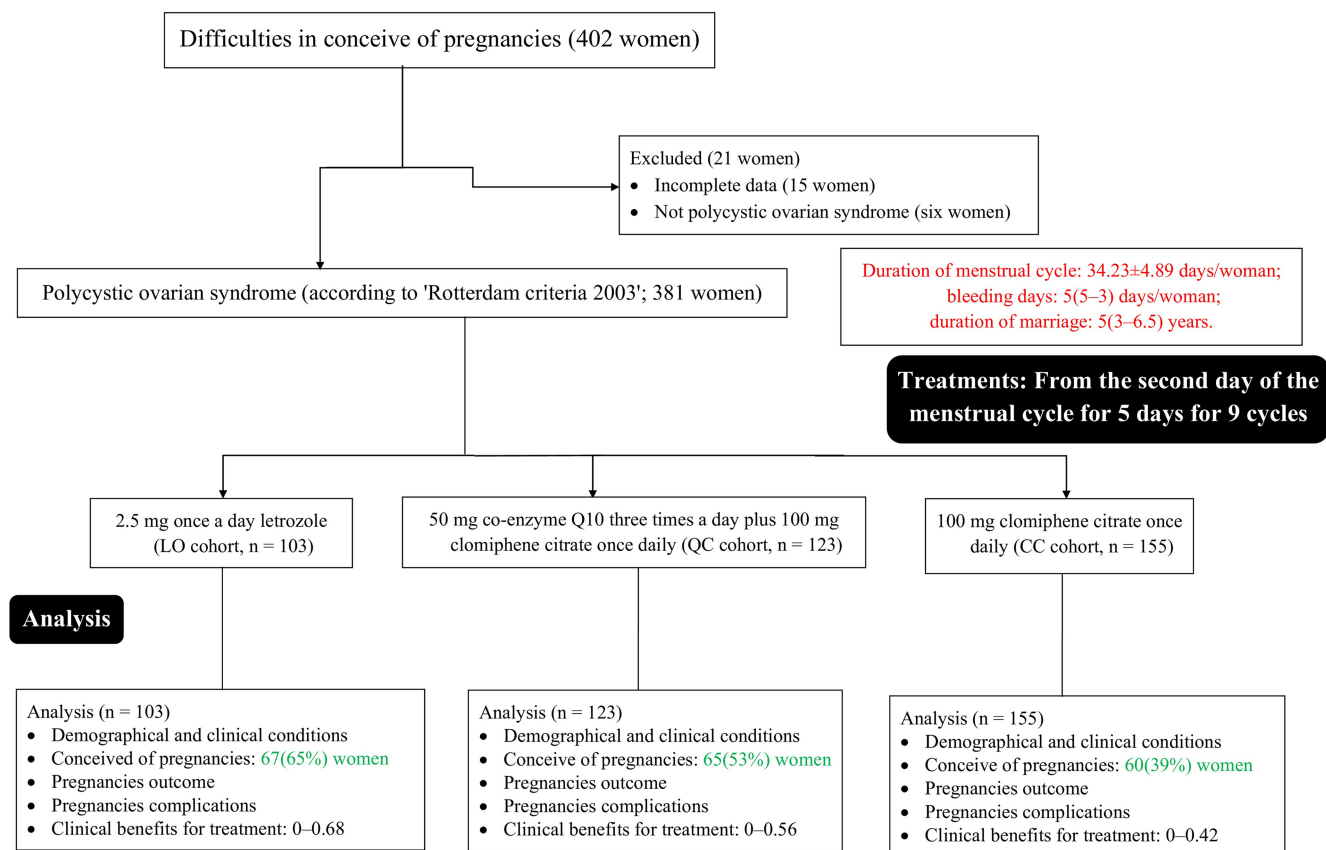 Difficulties in conceive of pregnancies (402 women)
Excluded (21 women)
• Incomplete data (15 women)
• Not polycystic ovarian syndrome (six women)
Polycystic ovarian syndrome (according to 'Rotterdam criteria 2003'; 381 women)
Duration of menstrual cycle: 34.23±4.89 days/woman;
bleeding days: 5(5–3) days/woman;
duration of marriage: 5(3–6.5) years.
Treatments: From the second day of the
menstrual cycle for 5 days for 9 cycles
2.5 mg once a day letrozole
(LO cohort, n = 103)
50 mg co-enzyme Q10 three times a day plus 100 mg
clomiphene citrate once daily (QC cohort, n = 123)
100 mg clomiphene citrate once
daily (CC cohort, n = 155)
Analysis
Analysis (n = 103)
• Demographical and clinical conditions
• Conceived of pregnancies: 67(65%) women
• Pregnancies outcome
• Pregnancies complications
• Clinical benefits for treatment: 0–0.68
Analysis (n = 123)
• Demographical and clinical conditions
• Conceive of pregnancies: 65(53%) women
• Pregnancies outcome
• Pregnancies complications
• Clinical benefits for treatment: 0–0.56
Analysis (n = 155)
• Demographical and clinical conditions
• Conceive of pregnancies: 60(39%) women
• Pregnancies outcome
• Pregnancies complications
• Clinical benefits for treatment: 0–0.42